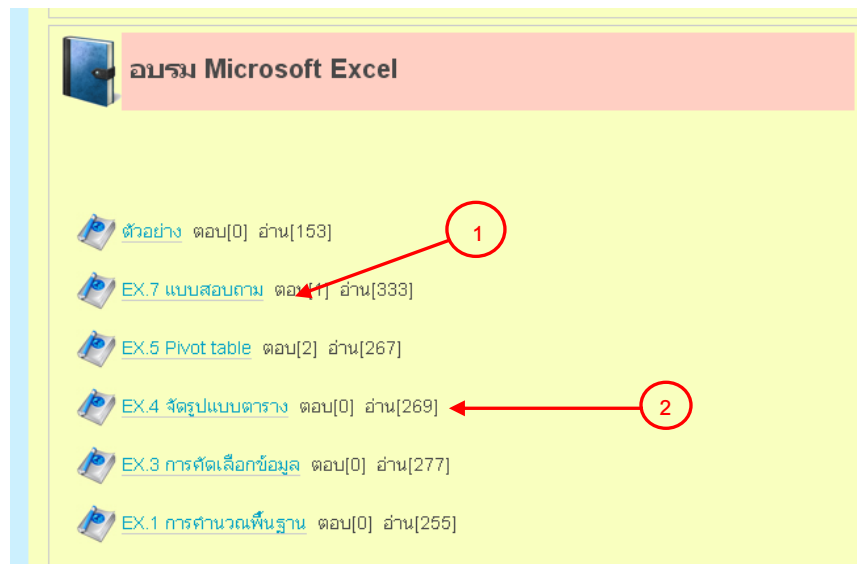 อบรม Microsoft Excel
ตัวอย่าง ตอบ[0] อ่าน[153]
1
EX.7 แบบสอบถาม ตอบ[1] อ่าน[333]
EX.5 Pivot table ตอบ[2] อ่าน[267]
EX.4 จัดรูปแบบตาราง ตอบ[0] อ่าน[269]
2
EX.3 การคัดเลือกข้อมูล ตอบ[0] อ่าน[277]
EX.1 การคำนวณพื้นฐาน ตอบ[0] อ่าน[255]